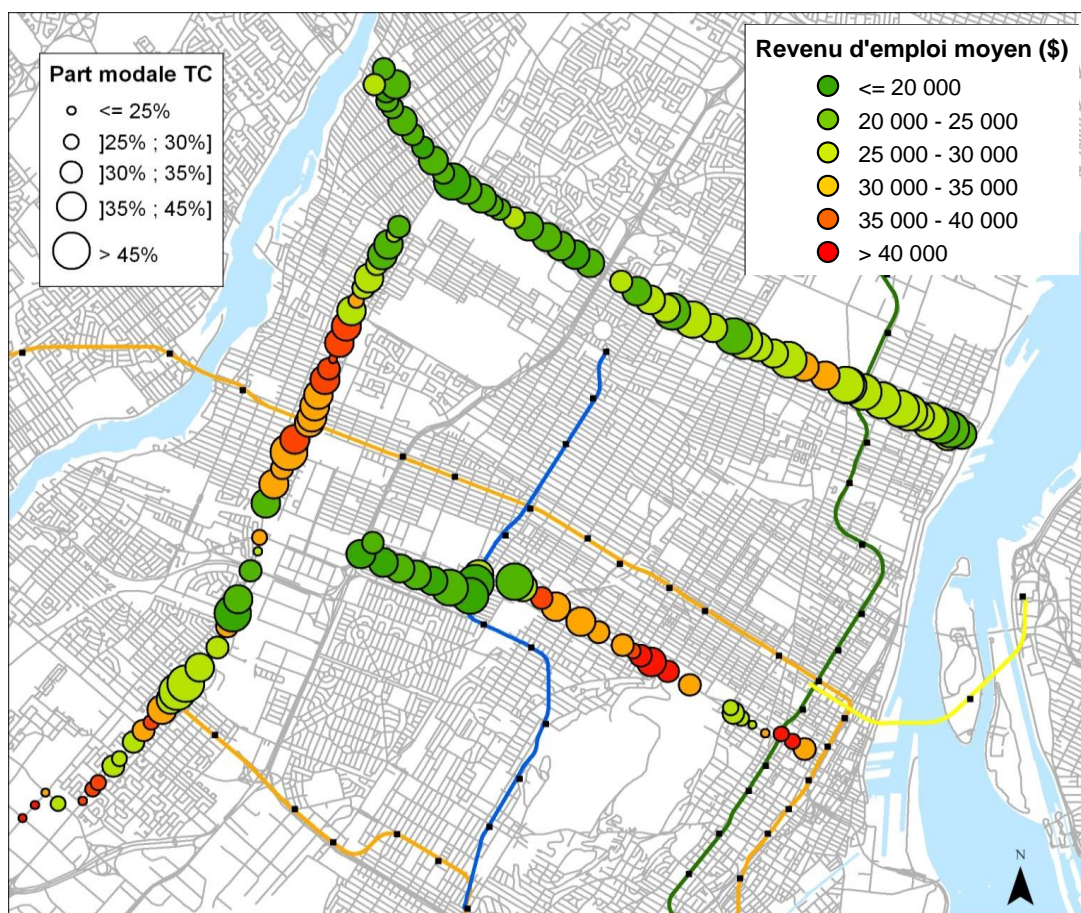 Part modale TC
<= 25%
]25% ; 30%]
]30% ; 35%]
]35% ; 45%]
> 45%
Revenu d'emploi moyen ($)
<= 20 000
20 000 - 25 000
25 000 - 30 000
30 000 - 35 000
35 000 - 40 000
> 40 000
N